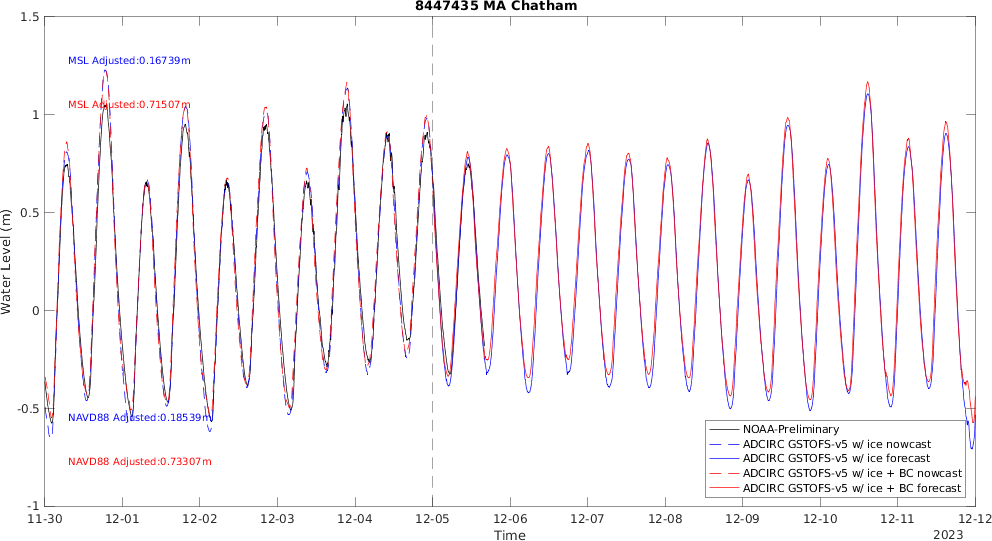 8447435 MA Chatham
1.5
1
0.5
0
-0.5
-1
Water Level (m)
MSL Adjusted:0.16739m
MSL Adjusted:0.71507m
NAVD88 Adjusted:0.18539m
NAVD88 Adjusted:0.73307m
NOAA-Preliminary
ADCIRC GSTOFS-v5 w/ ice nowcast
ADCIRC GSTOFS-v5 w/ ice forecast
ADCIRC GSTOFS-v5 w/ ice + BC nowcast
ADCIRC GSTOFS-v5 w/ ice + BC forecast
11-30 12-01 12-02 12-03 12-04 12-05 12-06 12-07 12-08 12-09 12-10 12-11 12-12
Time
2023